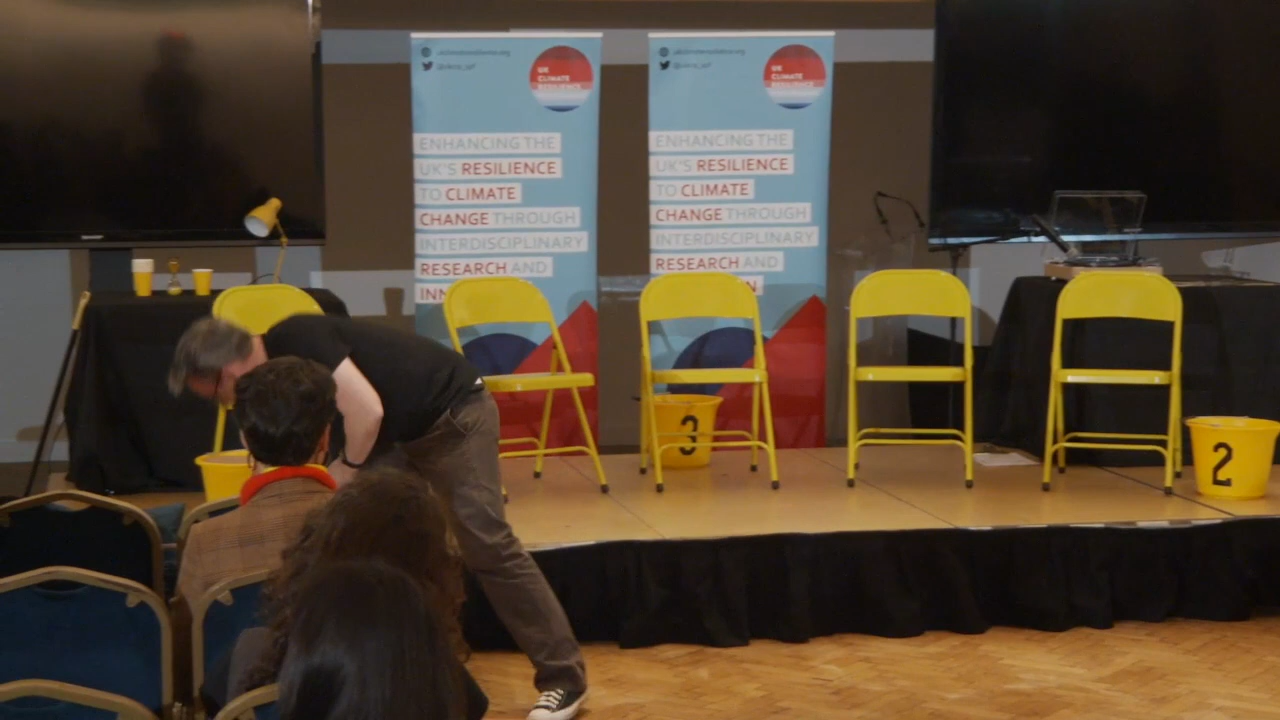 UK
CLIMATE
RESILIENCE
ENHANCING THE
UK'S RESILIENCE
TO CLIMATE
CHANGE THROUGH
INTERDISCIPLINARY
RESEARCH AND
INN
UK
CLIMATE
RESILIENCE
ENHANCING THE
UK'S RESILIENCE
TO CLIMATE
CHANGE THROUGH
INTERDISCIPLINARY
RESEARCH AND
N
3
2